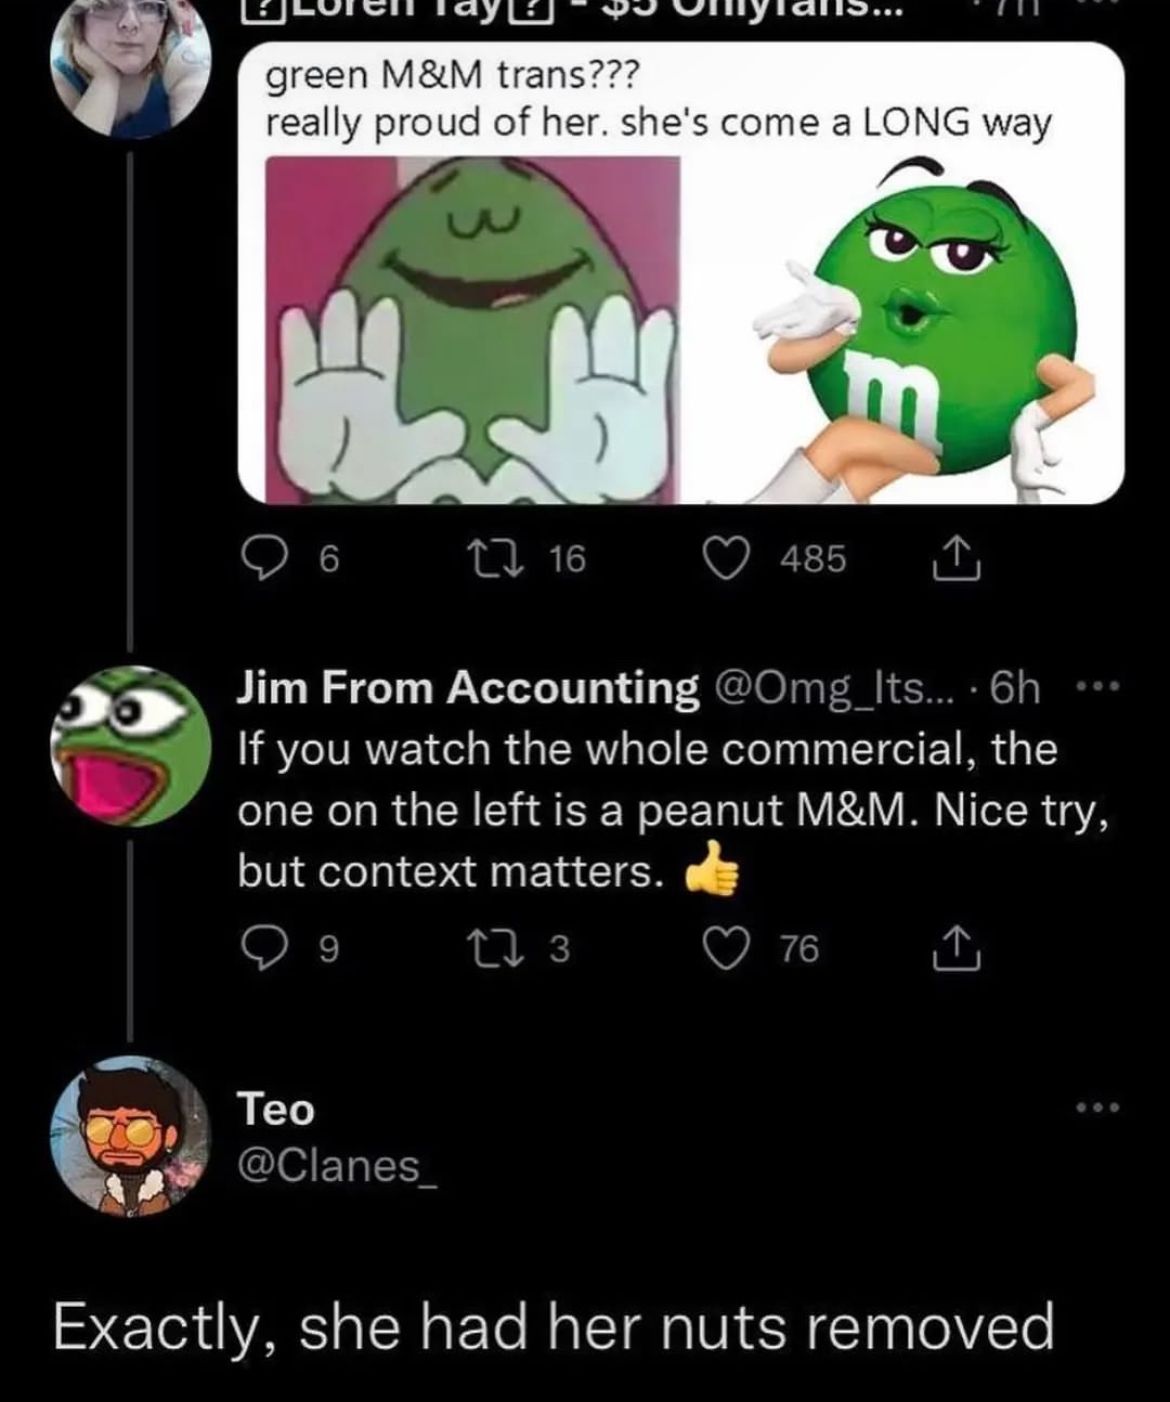 Loren Tay - $5 Onlyfans... · 7h
green M&M trans???
really proud of her. she's come a LONG way
m
6 16 485
Jim From Accounting @Omg_Its... · 6h
If you watch the whole commercial, the
one on the left is a peanut M&M. Nice try,
but context matters. 👍
9 3 76
Teo
@Clanes_
Exactly, she had her nuts removed